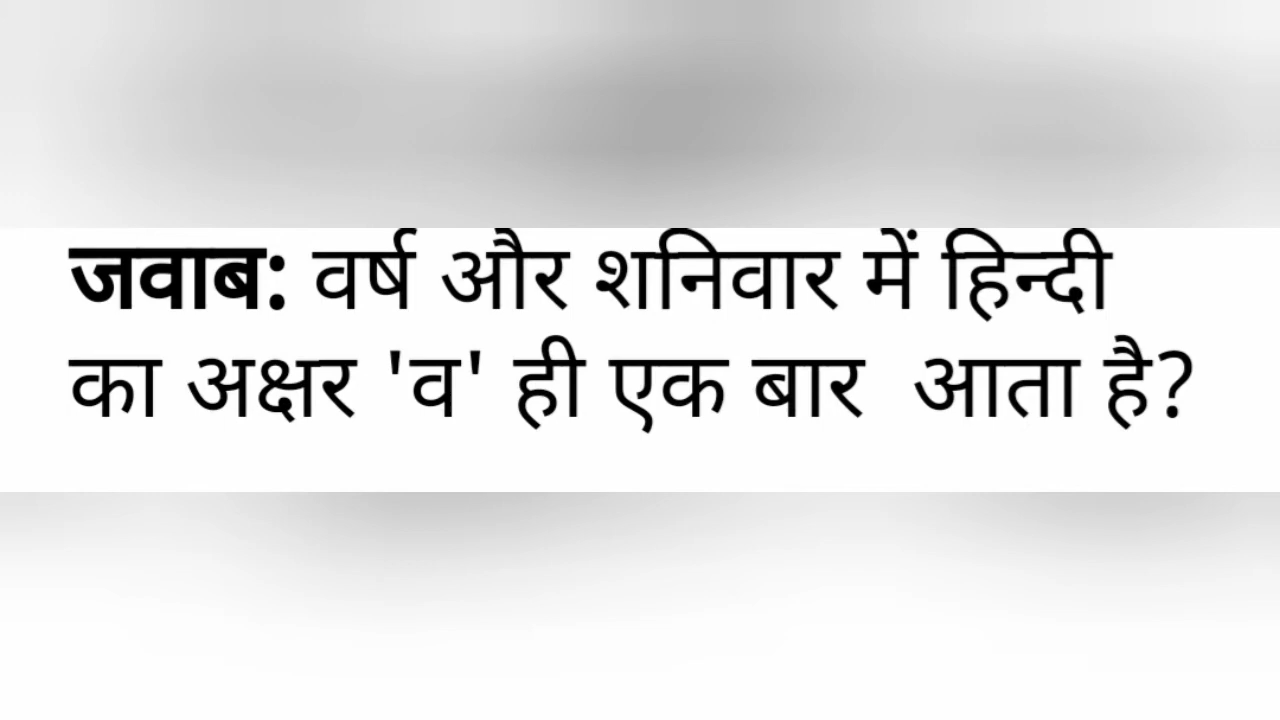 जवाब: वर्ष और शनिवार में हिन्दी
का अक्षर 'व' ही एक बार आता है?